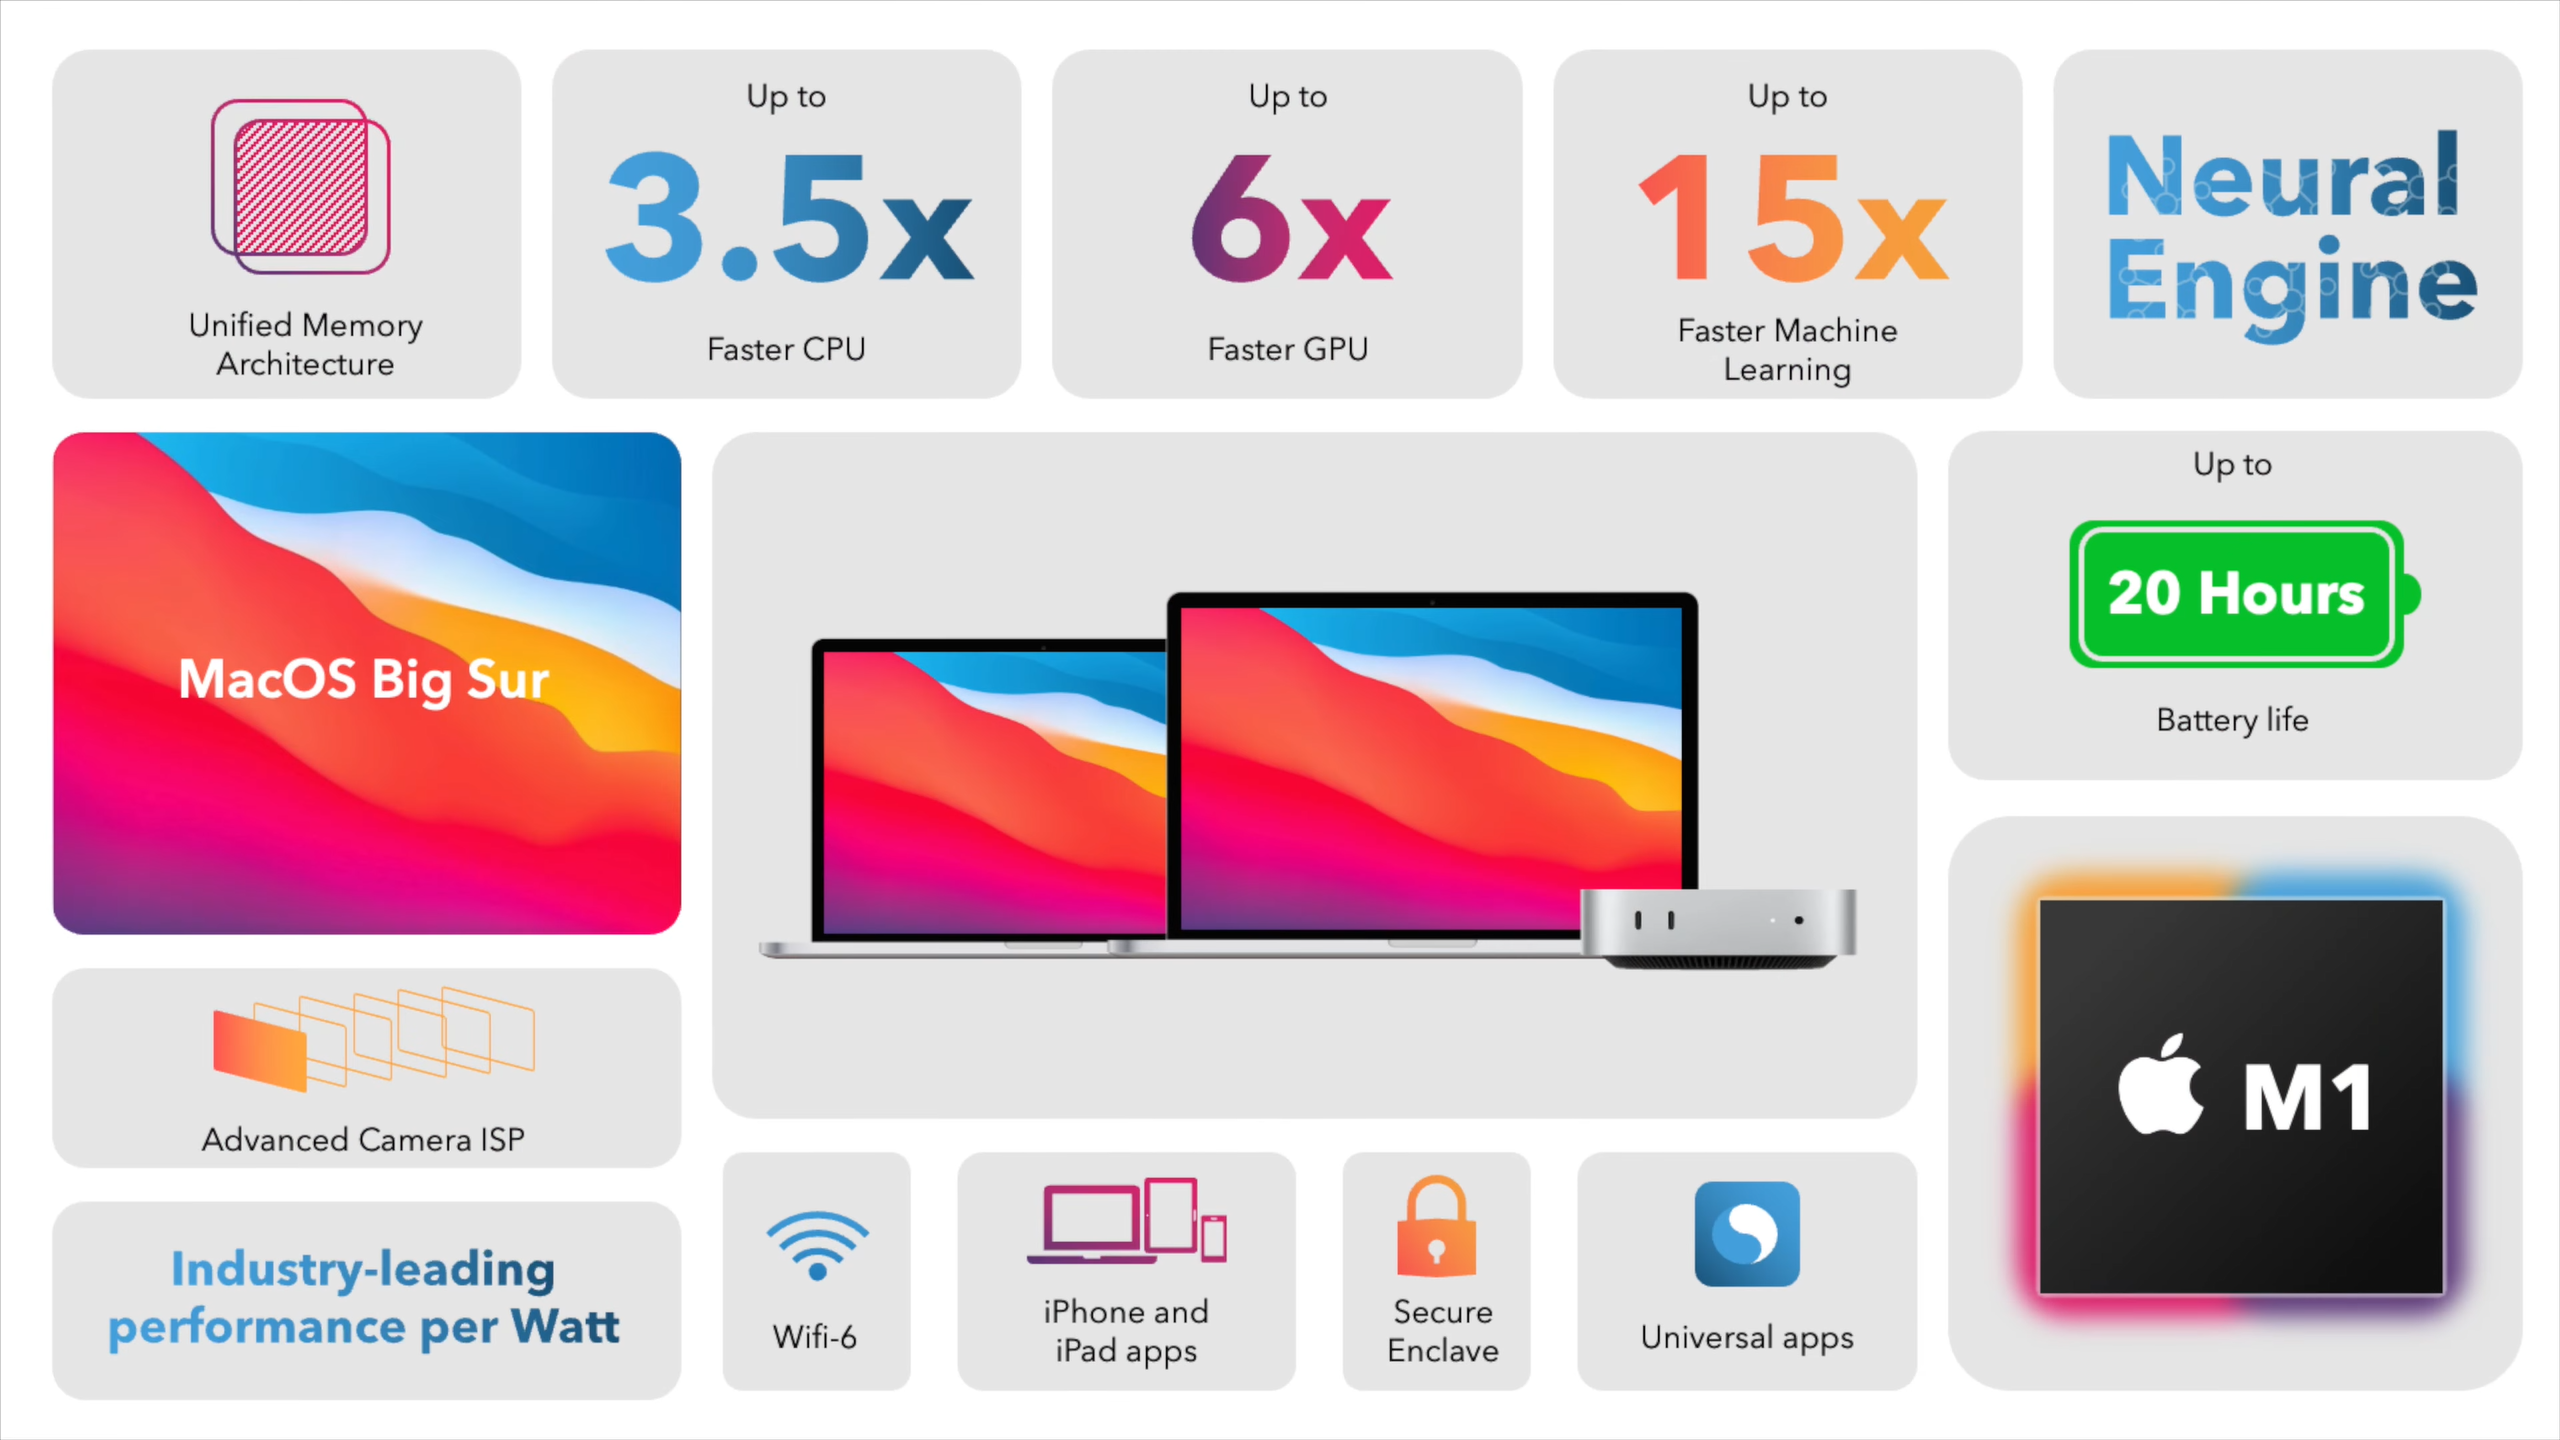 Unified Memory
Architecture
Up to
3.5x
Faster CPU
Up to
6x
Faster GPU
Up to
15x
Faster Machine
Learning
Neural
Engine
MacOS Big Sur
Up to
20 Hours
Battery life
Advanced Camera ISP
M1
Industry-leading
performance per Watt
Wifi-6
iPhone and
iPad apps
Secure
Enclave
Universal apps